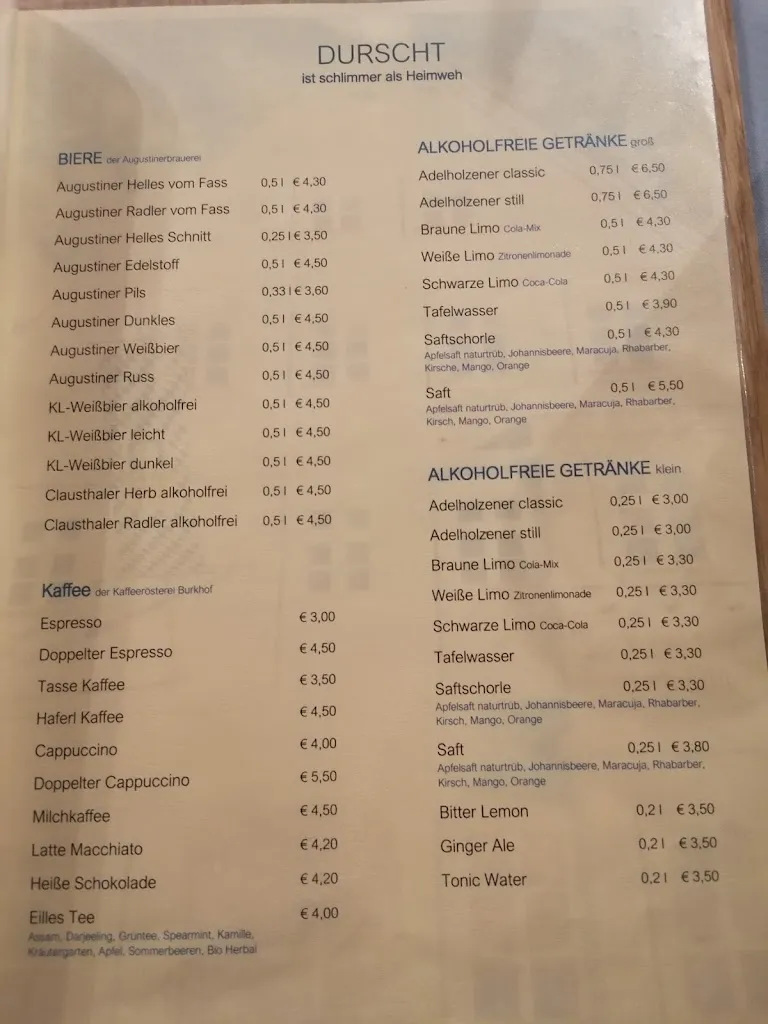 DURSCHT
ist schlimmer als Heimweh
BIERE der Augustinerbrauerei
Augustiner Helles vom Fass 0,5 l € 4,30
Augustiner Radler vom Fass 0,5 l € 4,30
Augustiner Helles Schnitt 0,25 l € 3,50
Augustiner Edelstoff 0,5 l € 4,50
Augustiner Pils 0,33 l € 3,60
Augustiner Dunkles 0,5 l € 4,50
Augustiner Weißbier 0,5 l € 4,50
Augustiner Russ 0,5 l € 4,50
KL-Weißbier alkoholfrei 0,5 l € 4,50
KL-Weißbier leicht 0,5 l € 4,50
KL-Weißbier dunkel 0,5 l € 4,50
Clausthaler Herb alkoholfrei 0,5 l € 4,50
Clausthaler Radler alkoholfrei 0,5 l € 4,50
Kaffee der Kaffeerösterei Burkhof
Espresso € 3,00
Doppelter Espresso € 4,50
Tasse Kaffee € 3,50
Haferl Kaffee € 4,50
Cappuccino € 4,00
Doppelter Cappuccino € 5,50
Milchkaffee € 4,50
Latte Macchiato € 4,20
Heiße Schokolade € 4,20
Eilles Tee € 4,00
Assam, Darjeeling, Grüntee, Spearmint, Kamille,
Kräutergarten, Apfel, Sommerbeeren, Bio Herbal
ALKOHOLFREIE GETRÄNKE groß
Adelholzener classic 0,75 l € 6,50
Adelholzener still 0,75 l € 6,50
Braune Limo Cola-Mix 0,5 l € 4,30
Weiße Limo Zitronenlimonade 0,5 l € 4,30
Schwarze Limo Coca-Cola 0,5 l € 4,30
Tafelwasser 0,5 l € 3,90
Saftschorle 0,5 l € 4,30
Apfelsaft naturtrüb, Johannisbeere, Maracuja, Rhabarber,
Kirsche, Mango, Orange
Saft 0,5 l € 5,50
Apfelsaft naturtrüb, Johannisbeere, Maracuja, Rhabarber,
Kirsch, Mango, Orange
ALKOHOLFREIE GETRÄNKE klein
Adelholzener classic 0,25 l € 3,00
Adelholzener still 0,25 l € 3,00
Braune Limo Cola-Mix 0,25 l € 3,30
Weiße Limo Zitronenlimonade 0,25 l € 3,30
Schwarze Limo Coca-Cola 0,25 l € 3,30
Tafelwasser 0,25 l € 3,30
Saftschorle 0,25 l € 3,30
Apfelsaft naturtrüb, Johannisbeere, Maracuja, Rhabarber,
Kirsch, Mango, Orange
Saft 0,25 l € 3,80
Apfelsaft naturtrüb, Johannisbeere, Maracuja, Rhabarber,
Kirsch, Mango, Orange
Bitter Lemon 0,2 l € 3,50
Ginger Ale 0,2 l € 3,50
Tonic Water 0,2 l € 3,50